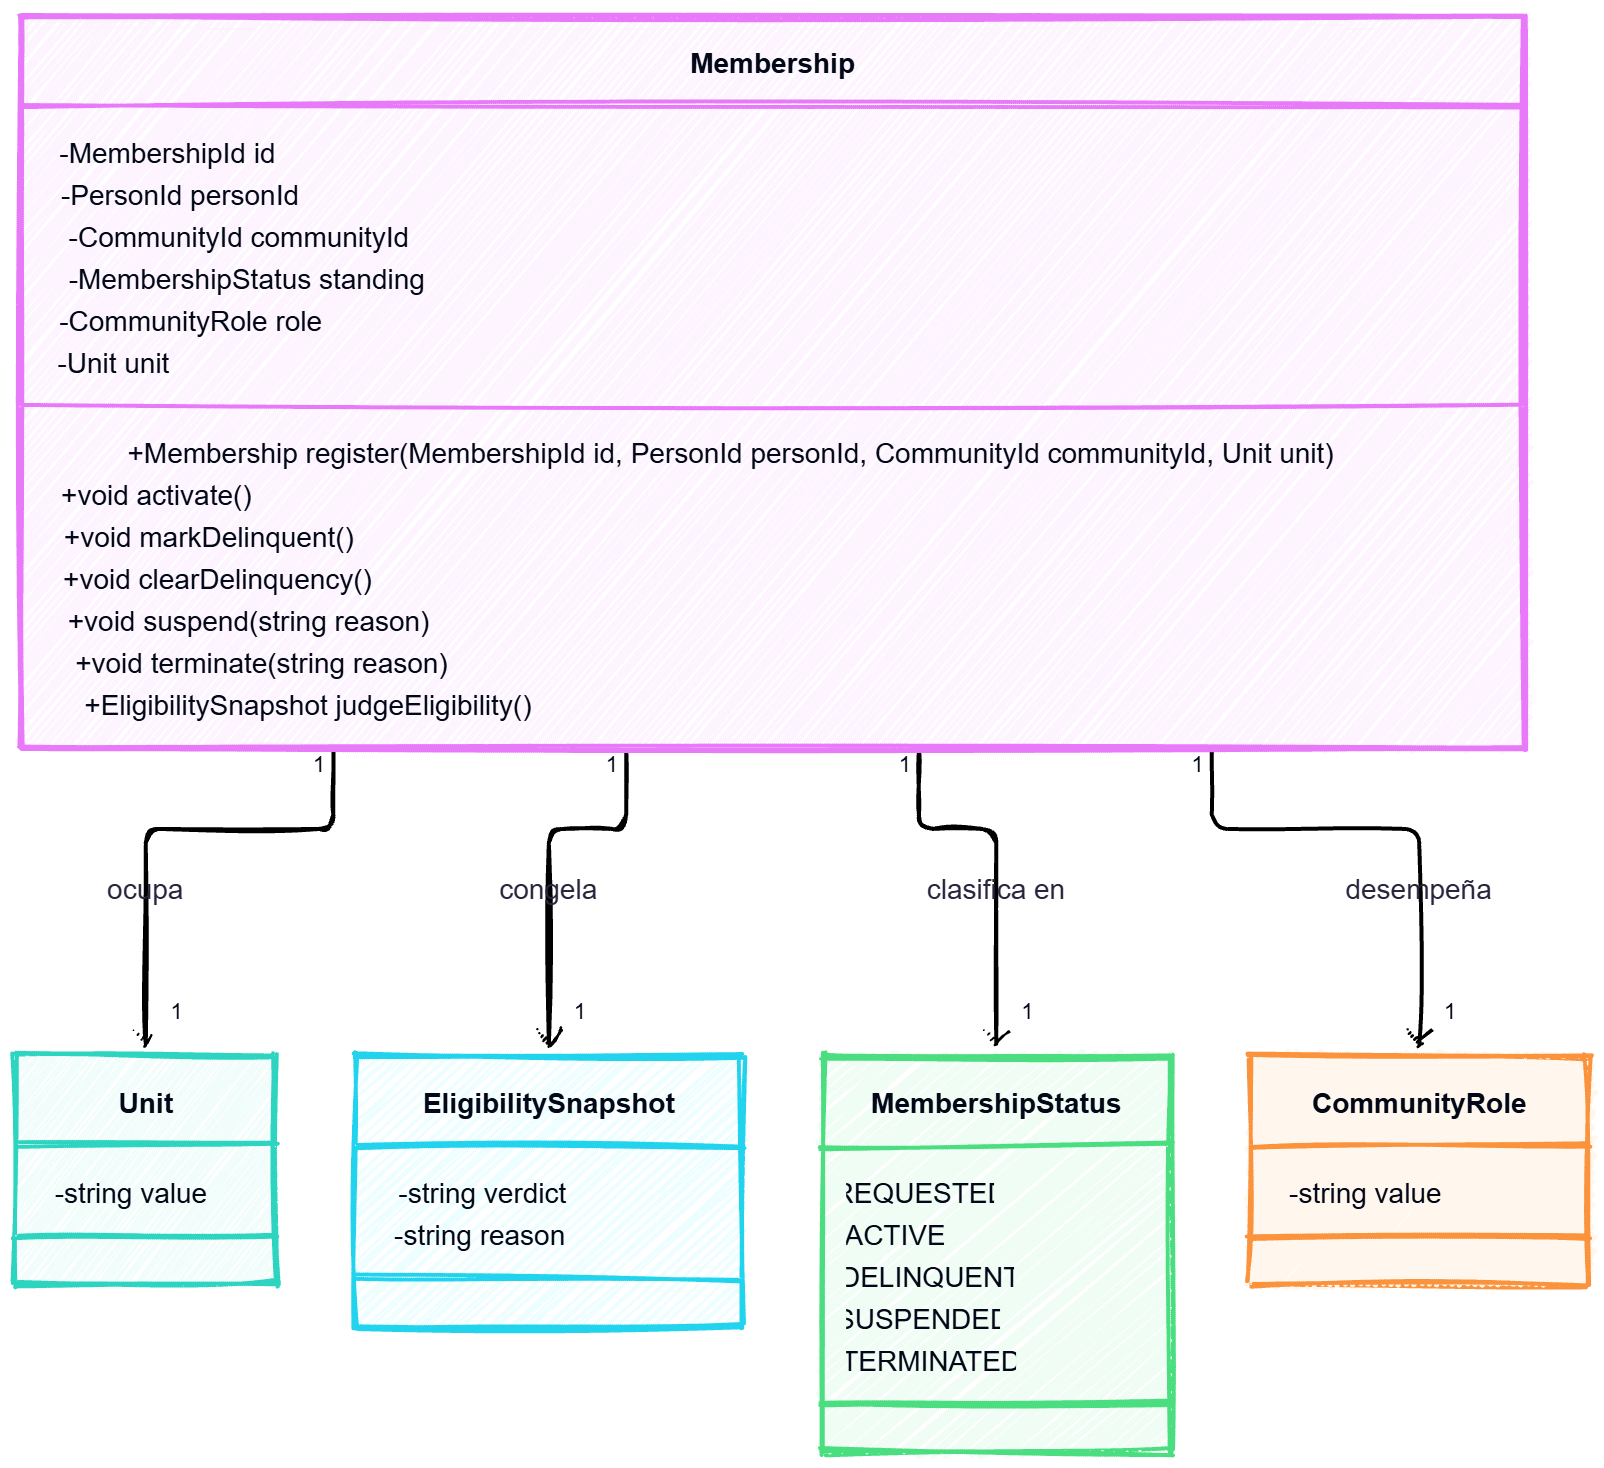 Membership
-MembershipId id
-PersonId personId
-CommunityId communityId
-MembershipStatus standing
-CommunityRole role
-Unit unit
+Membership register(MembershipId id, PersonId personId, CommunityId communityId, Unit unit)
+void activate()
+void markDelinquent()
+void clearDelinquency()
+void suspend(string reason)
+void terminate(string reason)
+EligibilitySnapshot judgeEligibility()
1 1 1 1
ocupa congela clasifica en desempeña
1 1 1 1
Unit
-string value
EligibilitySnapshot
-string verdict
-string reason
MembershipStatus
REQUESTED
ACTIVE
DELINQUENT
SUSPENDED
TERMINATED
CommunityRole
-string value